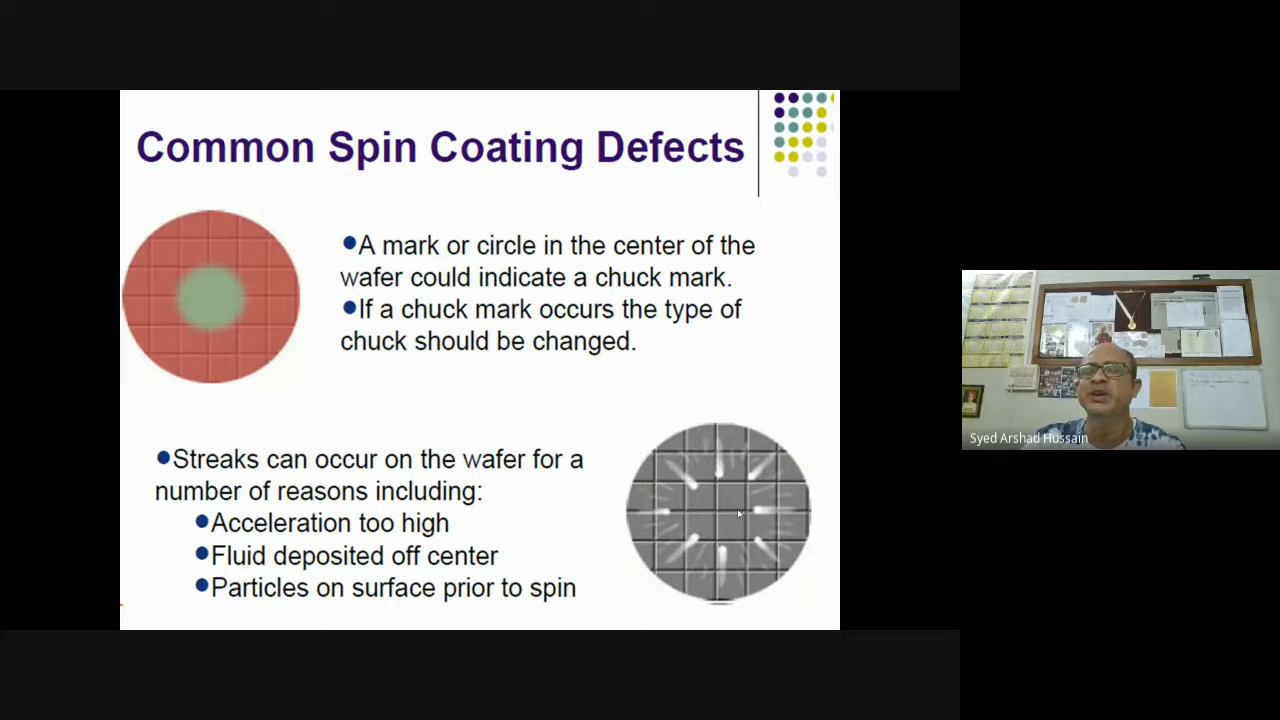 Common Spin Coating Defects
●A mark or circle in the center of the
wafer could indicate a chuck mark.
●If a chuck mark occurs the type of
chuck should be changed.
●Streaks can occur on the wafer for a
number of reasons including:
●Acceleration too high
●Fluid deposited off center
●Particles on surface prior to spin
Syed Arshad Hussain